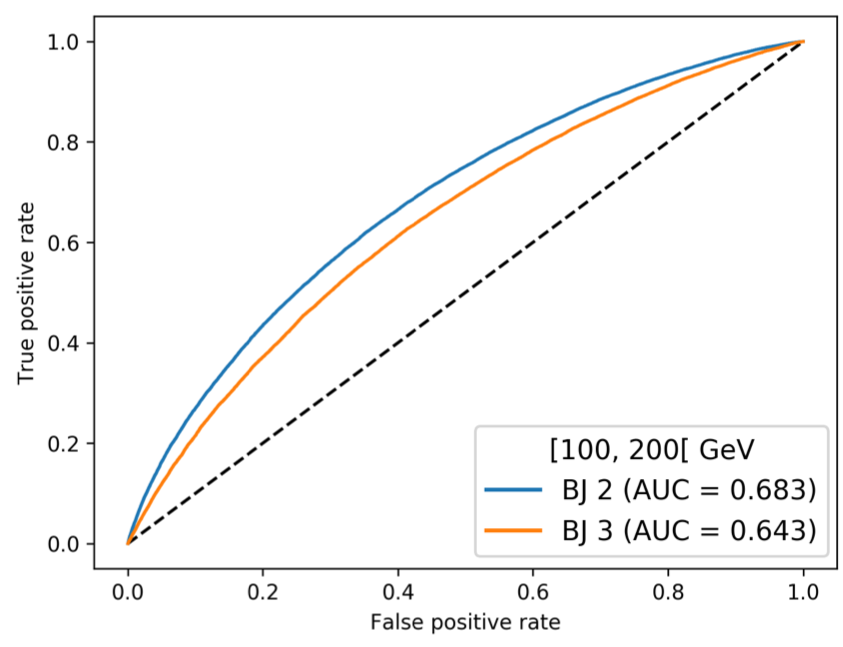 1.0
0.8
0.6
0.4
0.2
0.0
True positive rate
[100, 200[ GeV
BJ 2 (AUC = 0.683)
BJ 3 (AUC = 0.643)
0.0 0.2 0.4 0.6 0.8 1.0
False positive rate